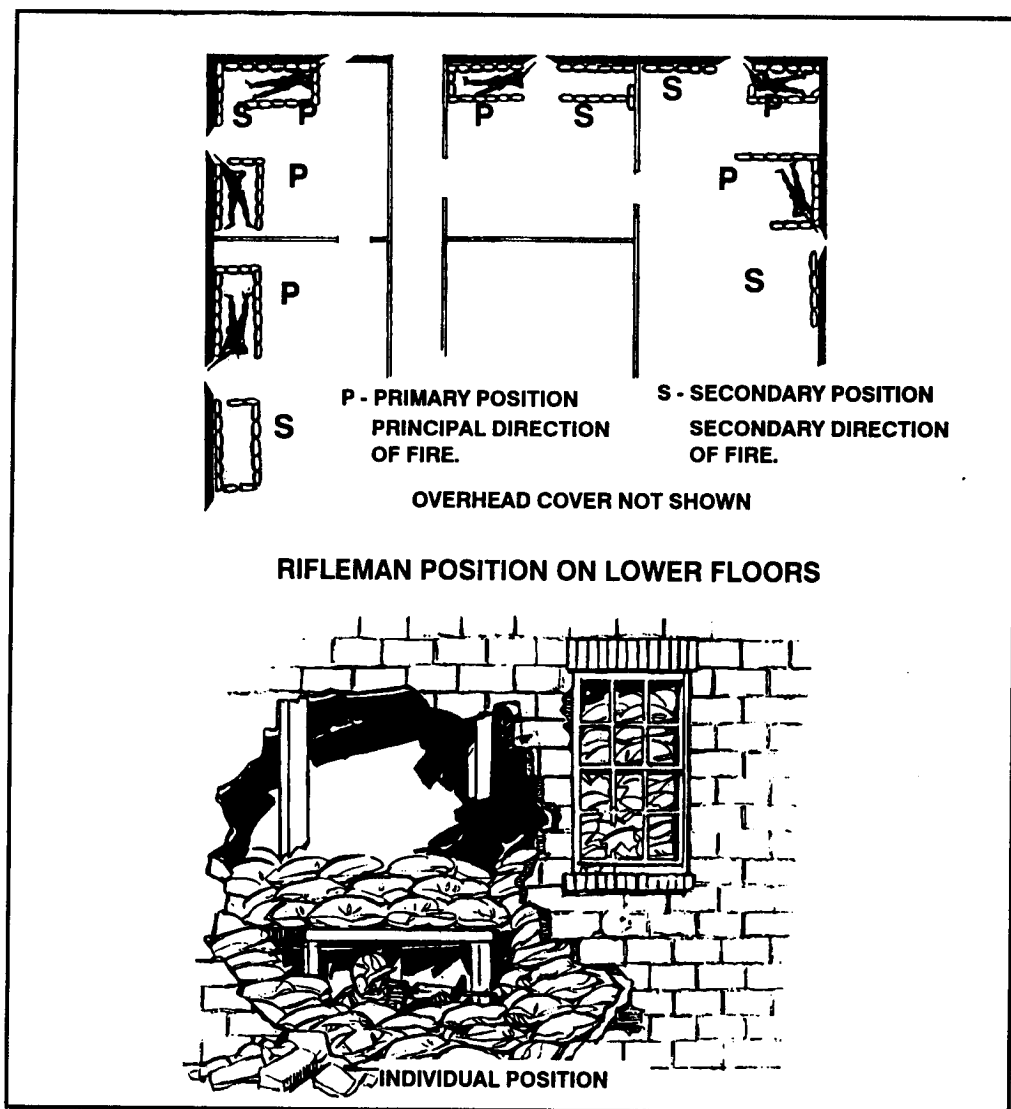 S P P S S P
P P
P S
S
P - PRIMARY POSITION S - SECONDARY POSITION
PRINCIPAL DIRECTION SECONDARY DIRECTION
OF FIRE. OF FIRE.
OVERHEAD COVER NOT SHOWN
RIFLEMAN POSITION ON LOWER FLOORS
INDIVIDUAL POSITION